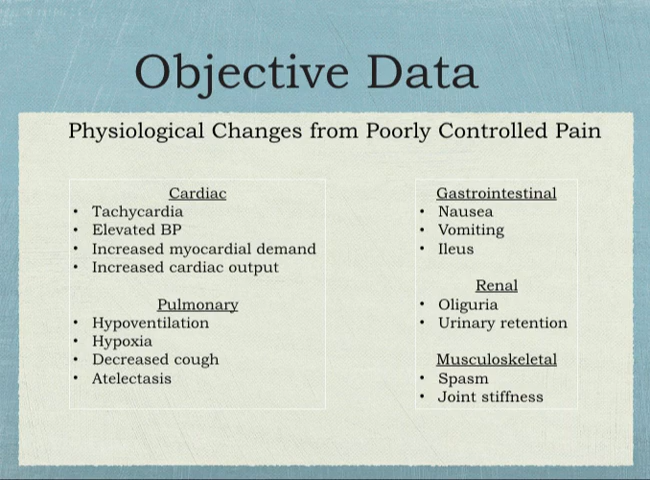 Objective Data
Physiological Changes from Poorly Controlled Pain
Cardiac
• Tachycardia
• Elevated BP
• Increased myocardial demand
• Increased cardiac output
Pulmonary
• Hypoventilation
• Hypoxia
• Decreased cough
• Atelectasis
Gastrointestinal
• Nausea
• Vomiting
• Ileus
Renal
• Oliguria
• Urinary retention
Musculoskeletal
• Spasm
• Joint stiffness